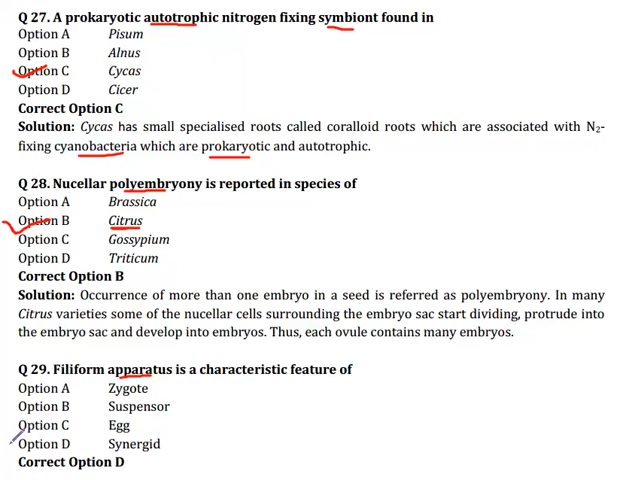 Q 27. A prokaryotic autotrophic nitrogen fixing symbiont found in
Option A Pisum
Option B Alnus
Option C Cycas
Option D Cicer
Correct Option C
Solution: Cycas has small specialised roots called coralloid roots which are associated with N₂-
fixing cyanobacteria which are prokaryotic and autotrophic.
Q 28. Nucellar polyembryony is reported in species of
Option A Brassica
Option B Citrus
Option C Gossypium
Option D Triticum
Correct Option B
Solution: Occurrence of more than one embryo in a seed is referred as polyembryony. In many
Citrus varieties some of the nucellar cells surrounding the embryo sac start dividing, protrude into
the embryo sac and develop into embryos. Thus, each ovule contains many embryos.
Q 29. Filiform apparatus is a characteristic feature of
Option A Zygote
Option B Suspensor
Option C Egg
Option D Synergid
Correct Option D